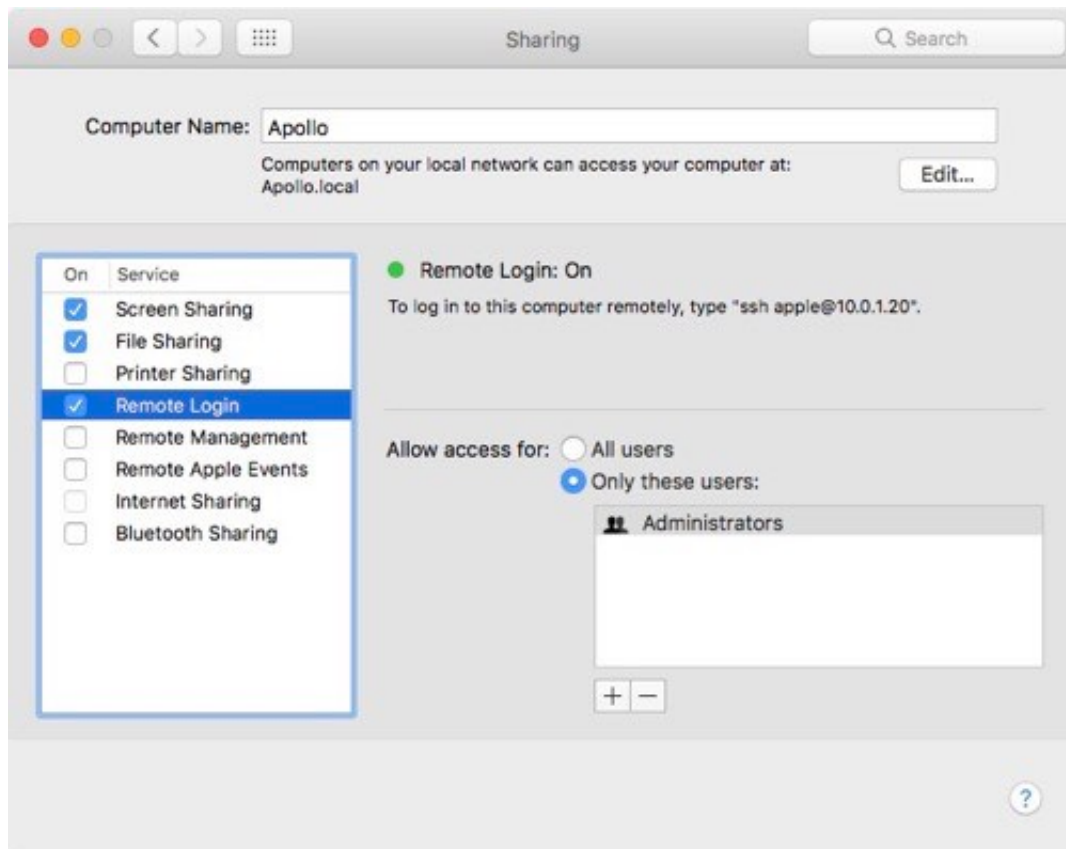 Sharing
Search
Computer Name: Apollo
Computers on your local network can access your computer at:
Apollo.local
Edit...
On Service
Screen Sharing
File Sharing
Printer Sharing
Remote Login
Remote Management
Remote Apple Events
Internet Sharing
Bluetooth Sharing
Remote Login: On
To log in to this computer remotely, type "ssh apple@10.0.1.20".
Allow access for: All users
Only these users:
Administrators
+ −
?